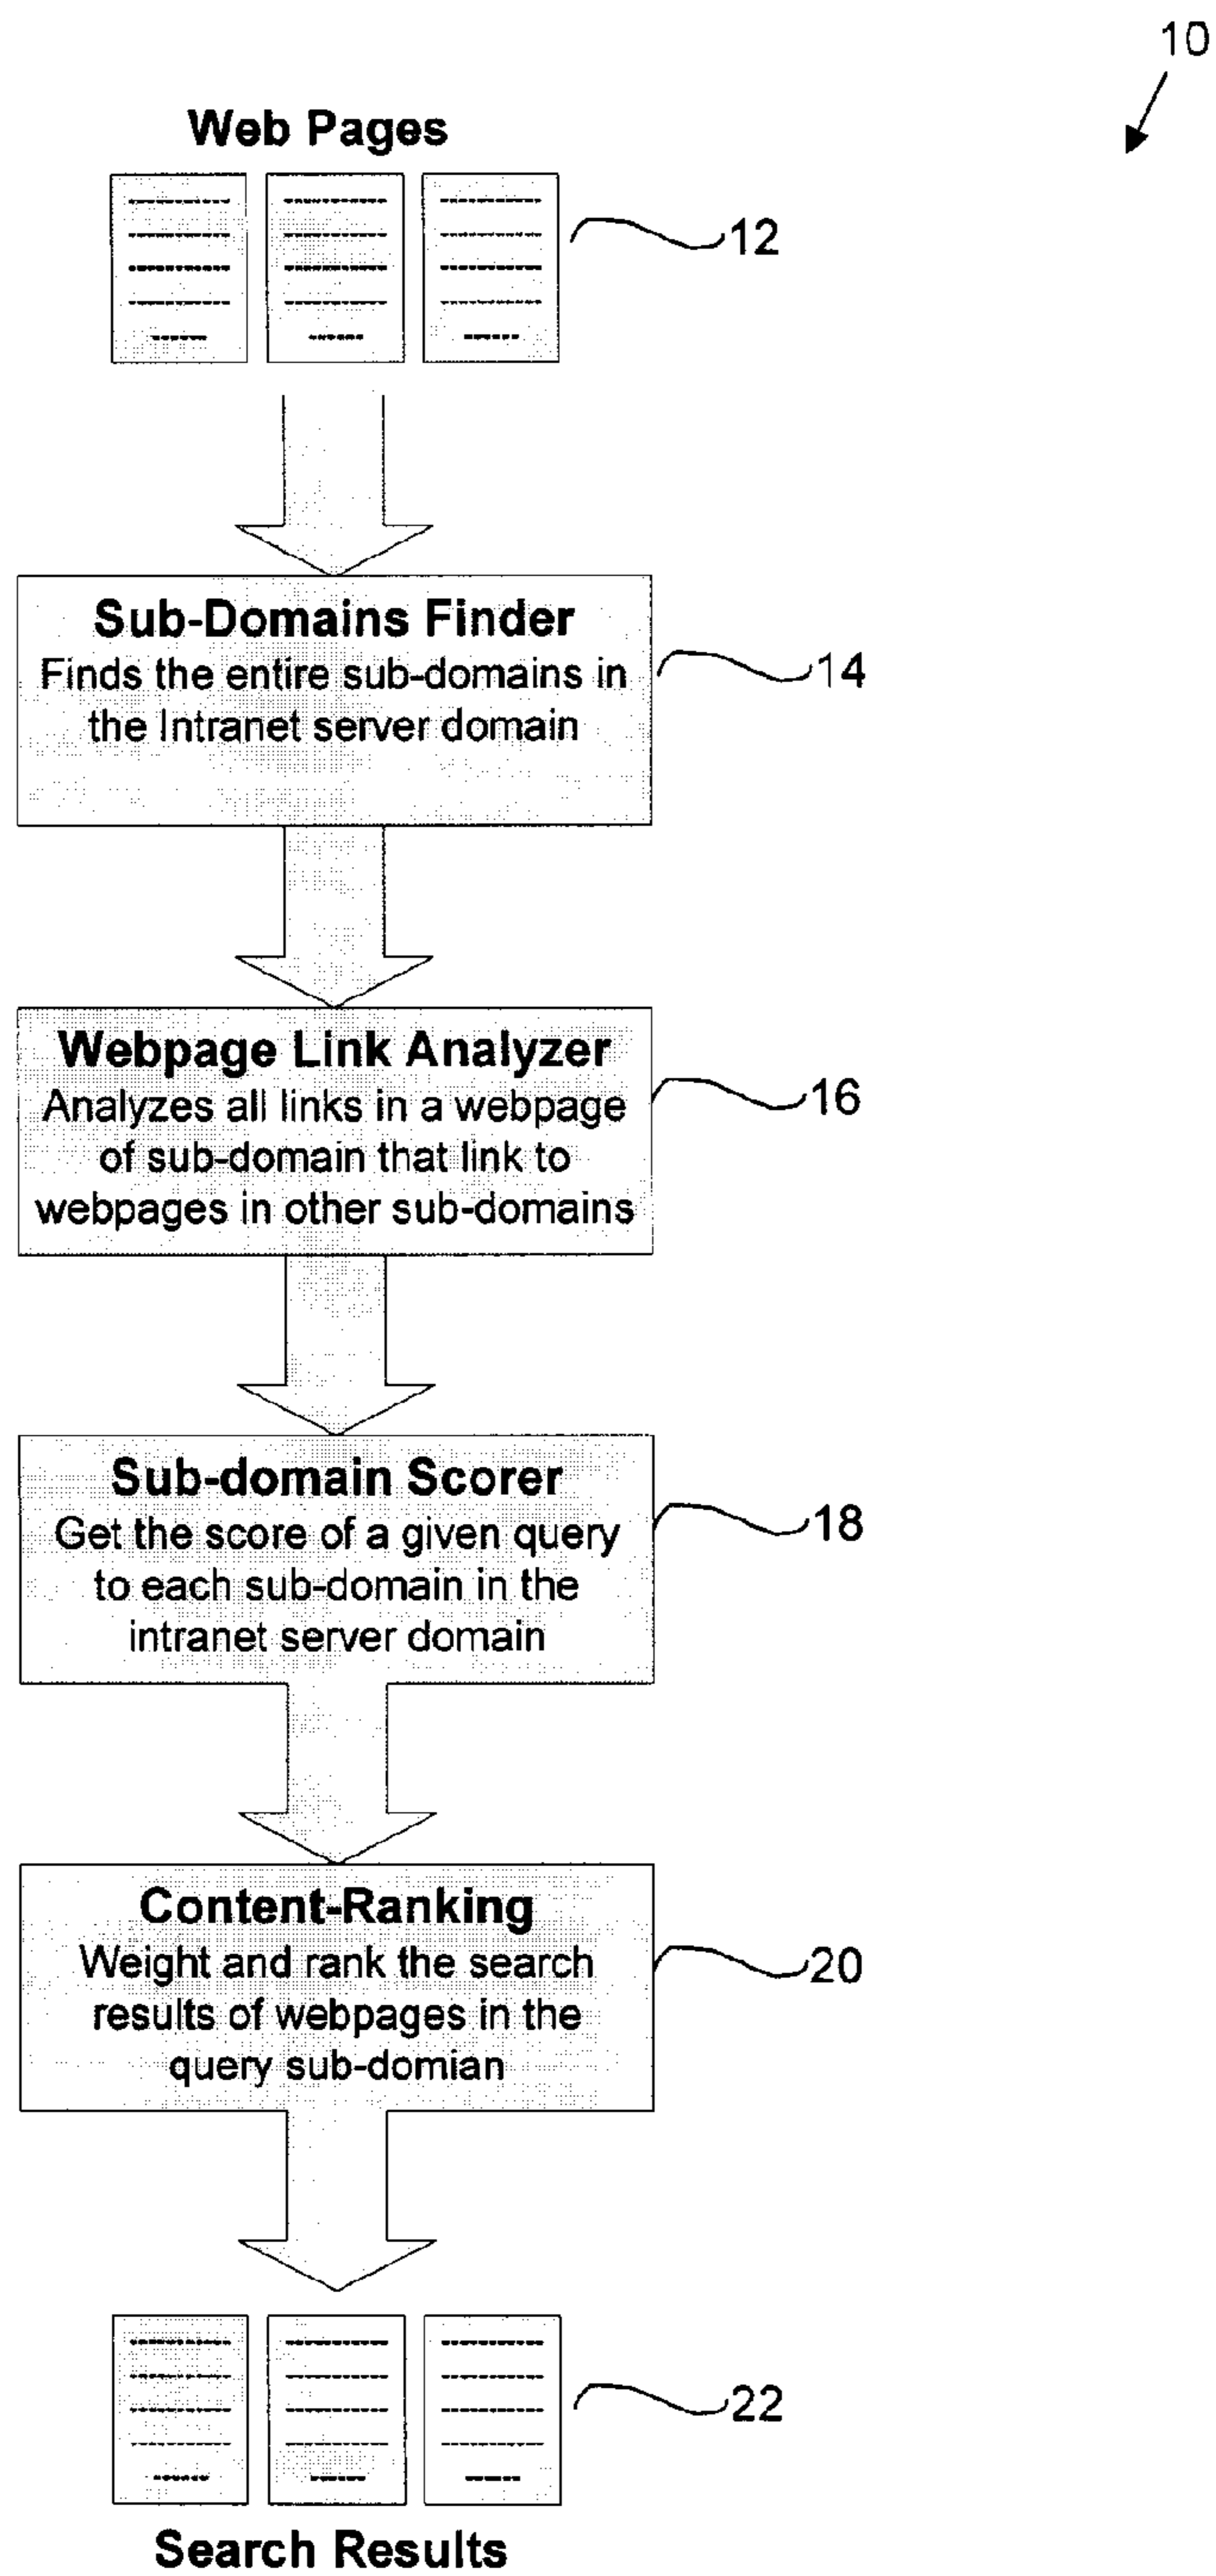 10
Web Pages
12
Sub-Domains Finder
Finds the entire sub-domains in
the Intranet server domain
14
Webpage Link Analyzer
Analyzes all links in a webpage
of sub-domain that link to
webpages in other sub-domains
16
Sub-domain Scorer
Get the score of a given query
to each sub-domain in the
intranet server domain
18
Content-Ranking
Weight and rank the search
results of webpages in the
query sub-domian
20
22
Search Results